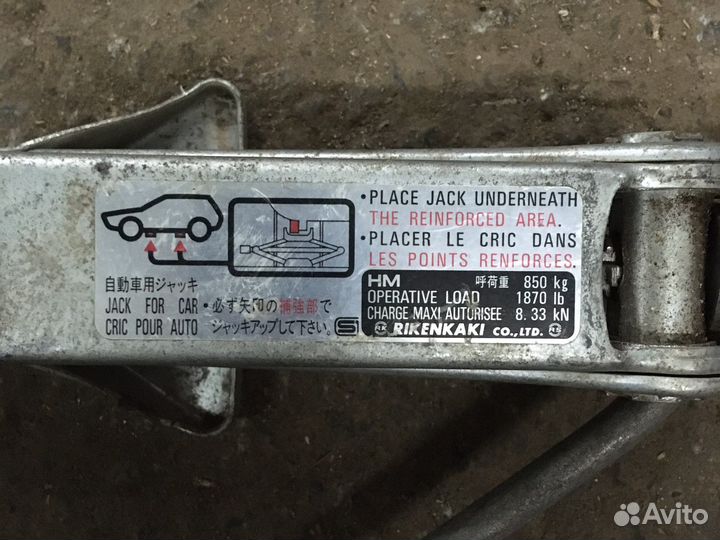 自動車用ジャッキ
JACK FOR CAR
CRIC POUR AUTO
・必ず矢印の補強部で
ジャッキアップして下さい。
S
•PLACE JACK UNDERNEATH
THE REINFORCED AREA.
•PLACER LE CRIC DANS
LES POINTS RENFORCES.
HM 呼荷重 850 kg
OPERATIVE LOAD 1870 lb
CHARGE MAXI AUTORISEE 8.33 kN
RIKENKAKI CO.,LTD.
Avito